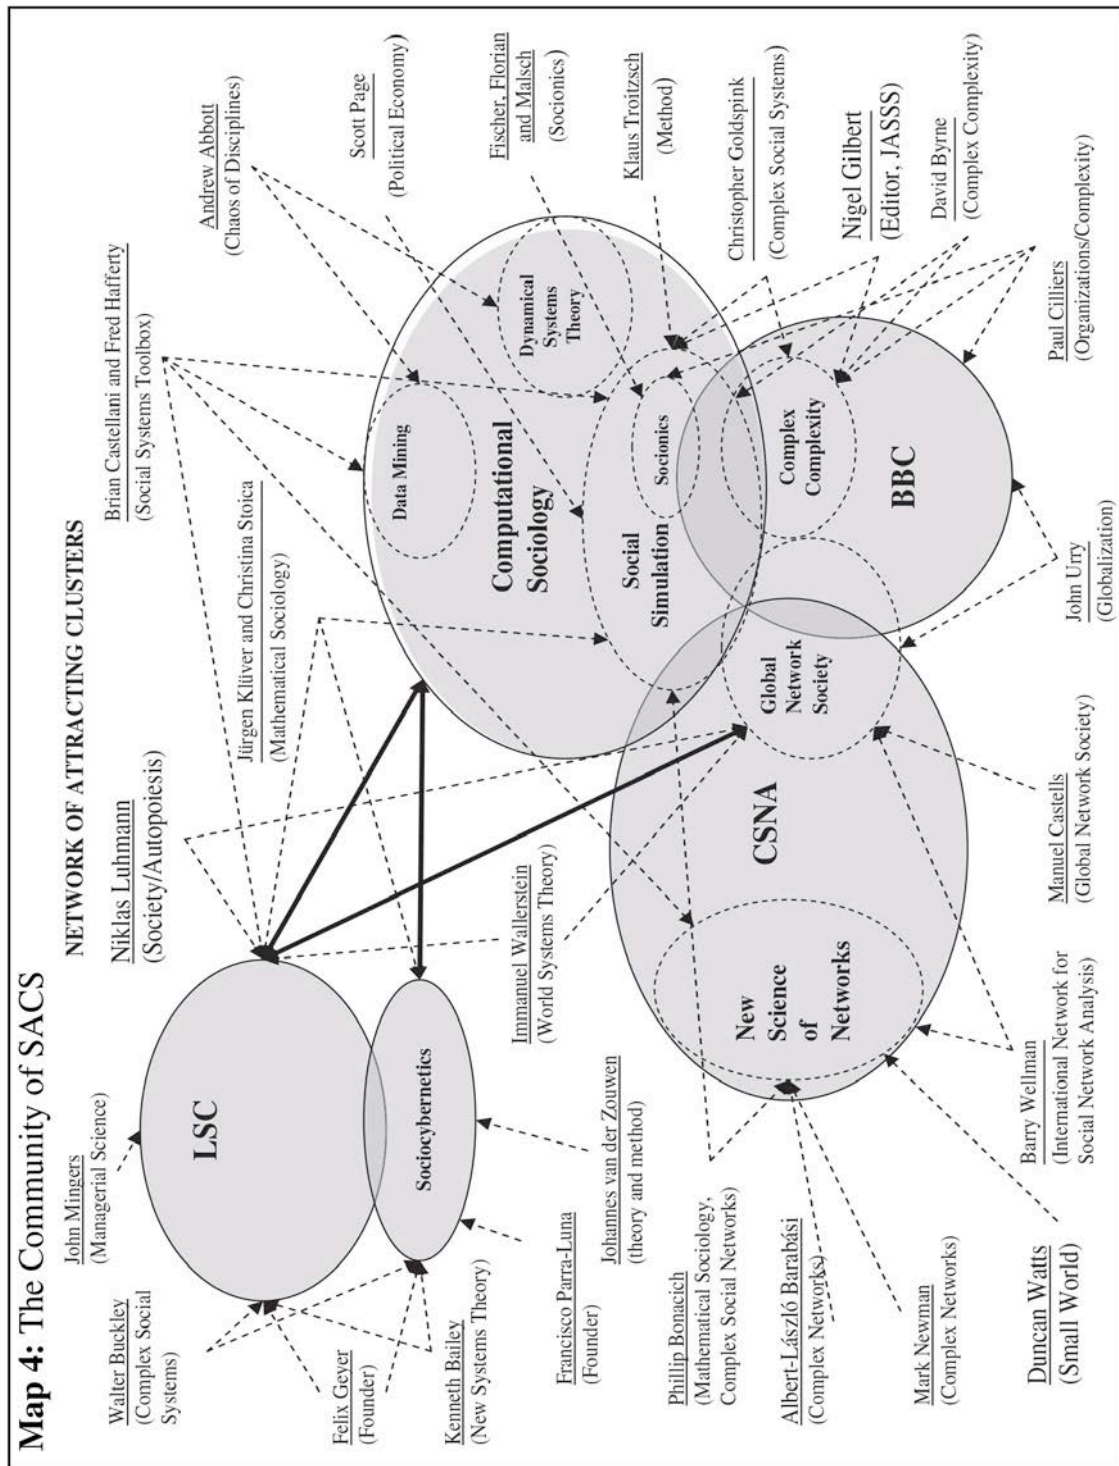 Map 4: The Community of SACS
NETWORK OF ATTRACTING CLUSTERS
Walter Buckley
(Complex Social
Systems)
John Mingers
(Managerial Science)
Felix Geyer
(Founder)
Kenneth Bailey
(New Systems Theory)
Francisco Parra-Luna
(Founder)
Johannes van der Zouwen
(theory and method)
LSC
Sociocybernetics
Niklas Luhmann
(Society/Autopoiesis)
Jürgen Klüver and Christina Stoica
(Mathematical Sociology)
Brian Castellani and Fred Hafferty
(Social Systems Toolbox)
Andrew Abbott
(Chaos of Disciplines)
Scott Page
(Political Economy)
Fischer, Florian
and Malsch
(Socionics)
Klaus Troitzsch
(Method)
Christopher Goldspink
(Complex Social Systems)
Nigel Gilbert
(Editor, JASSS)
David Byrne
(Complex Complexity)
Paul Cilliers
(Organizations/Complexity)
Data Mining
Dynamical
Systems
Theory
Computational
Sociology
Social
Simulation
Socionics
Immanuel Wallerstein
(World Systems Theory)
Phillip Bonacich
(Mathematical Sociology,
Complex Social Networks)
Albert-László Barabási
(Complex Networks)
Mark Newman
(Complex Networks)
Duncan Watts
(Small World)
New
Science
of
Networks
CSNA
Global
Network
Society
Complex
Complexity
BBC
Barry Wellman
(International Network for
Social Network Analysis)
Manuel Castells
(Global Network Society)
John Urry
(Globalization)